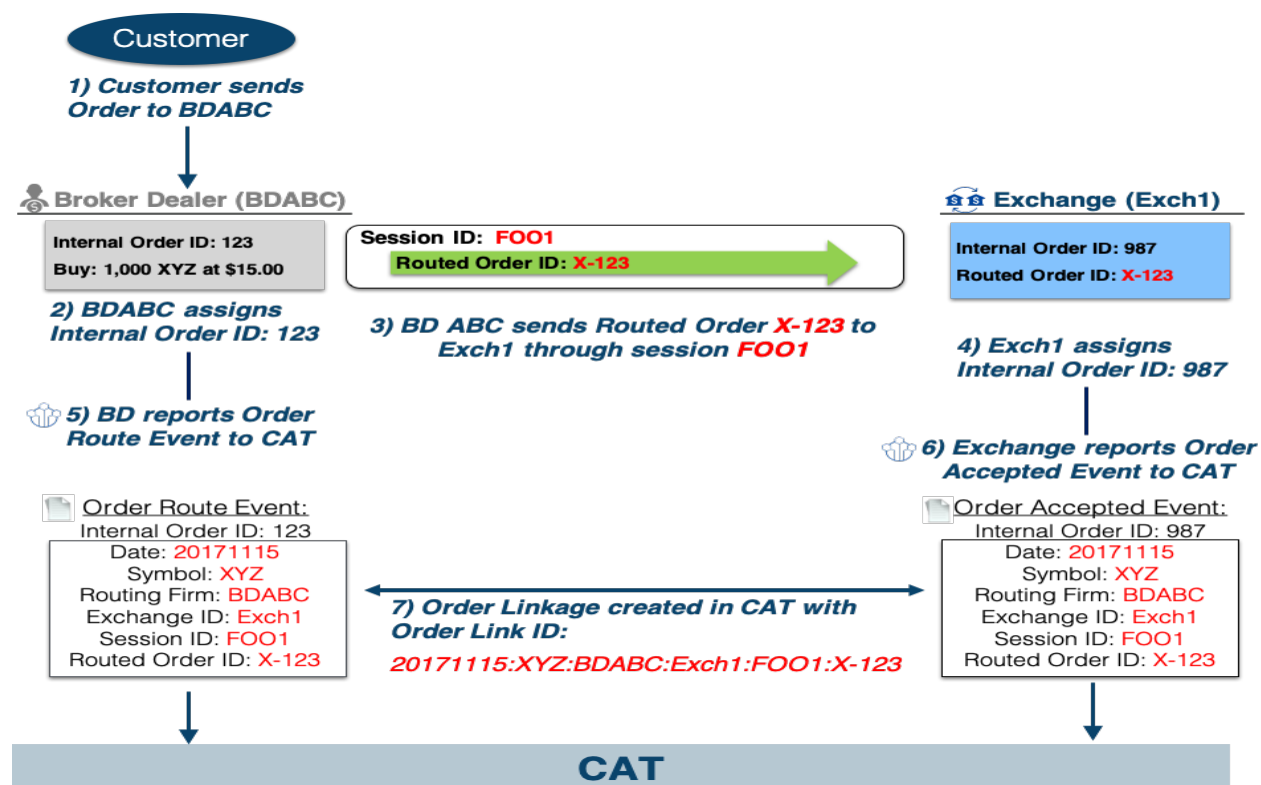 Customer
1) Customer sends
Order to BDABC
Broker Dealer (BDABC)
Internal Order ID: 123
Buy: 1,000 XYZ at $15.00
2) BDABC assigns
Internal Order ID: 123
Session ID: FOO1
Routed Order ID: X-123
3) BD ABC sends Routed Order X-123 to
Exch1 through session FOO1
Exchange (Exch1)
Internal Order ID: 987
Routed Order ID: X-123
4) Exch1 assigns
Internal Order ID: 987
5) BD reports Order
Route Event to CAT
6) Exchange reports Order
Accepted Event to CAT
Order Route Event:
Internal Order ID: 123
Date: 20171115
Symbol: XYZ
Routing Firm: BDABC
Exchange ID: Exch1
Session ID: FOO1
Routed Order ID: X-123
7) Order Linkage created in CAT with
Order Link ID:
20171115:XYZ:BDABC:Exch1:FOO1:X-123
Order Accepted Event:
Internal Order ID: 987
Date: 20171115
Symbol: XYZ
Routing Firm: BDABC
Exchange ID: Exch1
Session ID: FOO1
Routed Order ID: X-123
CAT